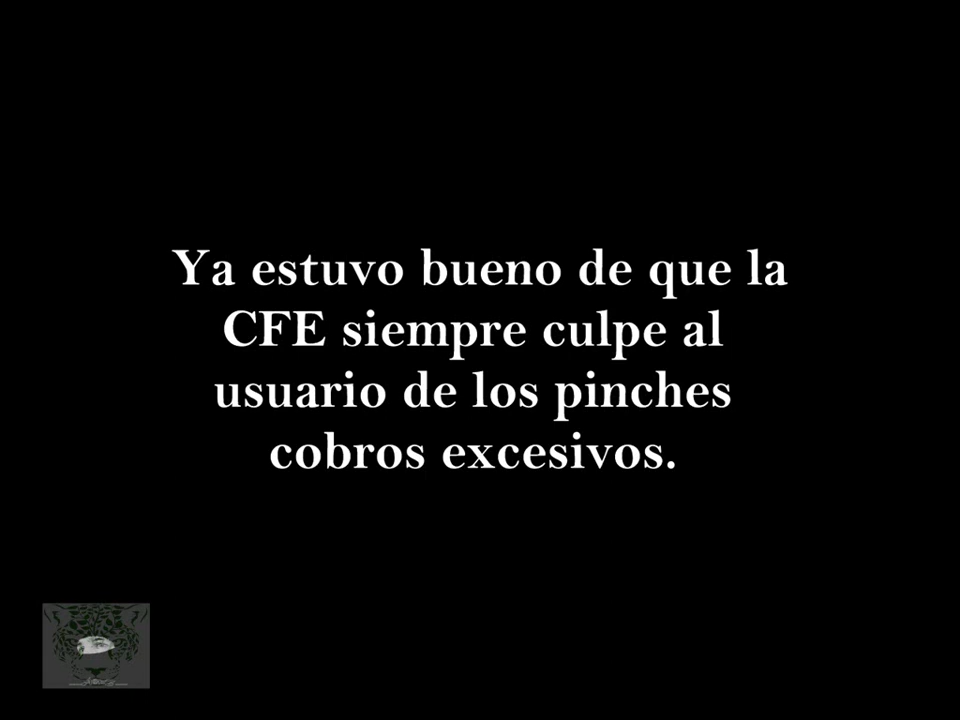 Ya estuvo bueno de que la
CFE siempre culpe al
usuario de los pinches
cobros excesivos.